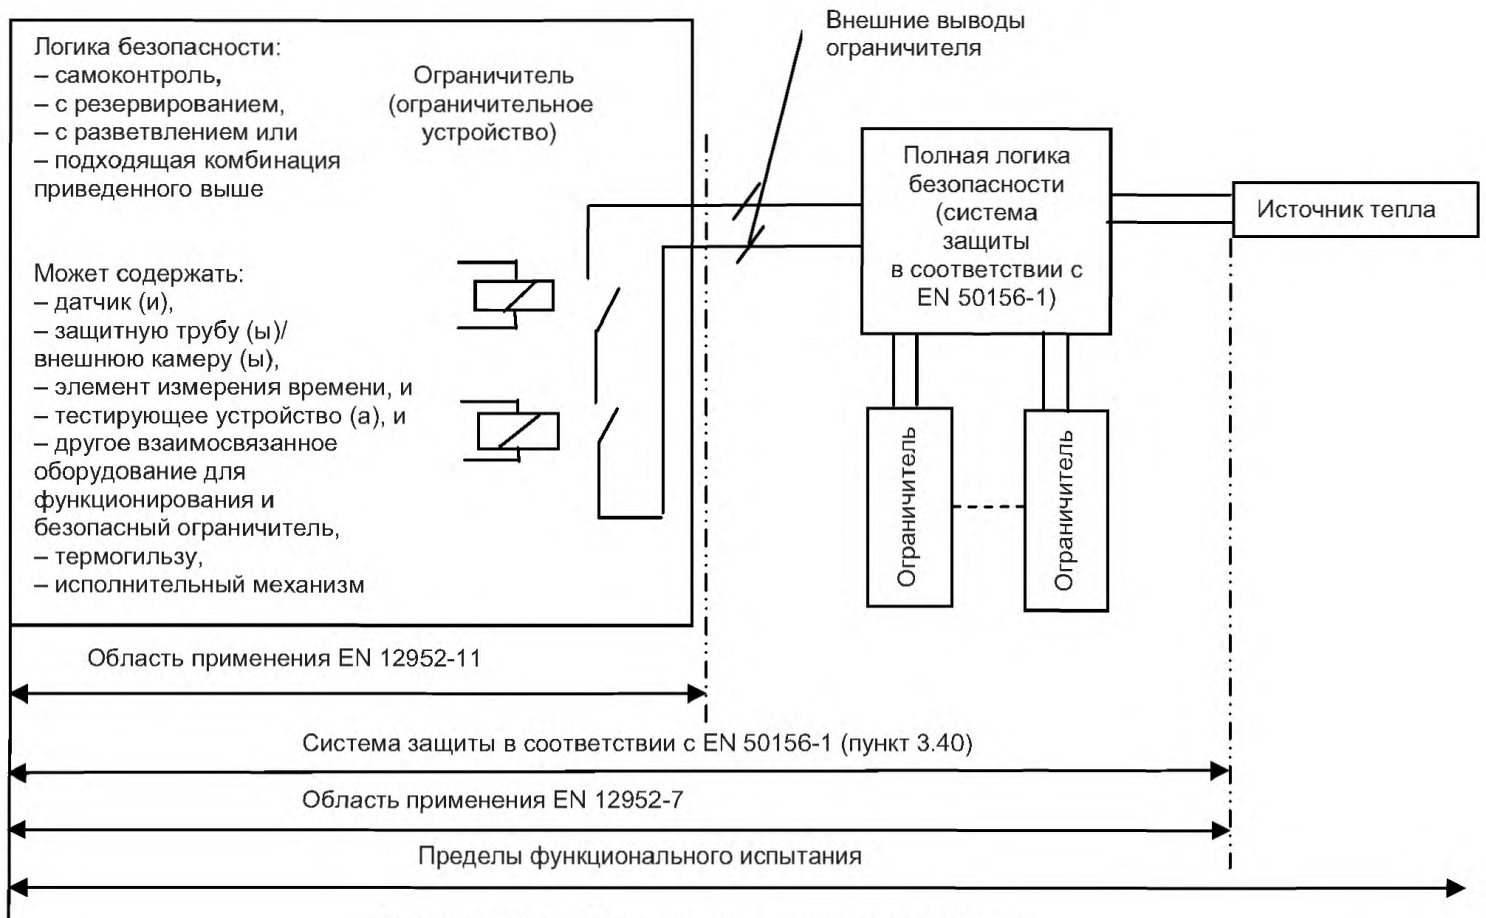 Логика безопасности:
– самоконтроль,
– с резервированием,
– с разветвлением или
– подходящая комбинация
приведенного выше
Ограничитель
(ограничительное
устройство)
Внешние выводы
ограничителя
Полная логика
безопасности
(система
защиты
в соответствии с
EN 50156-1)
Источник тепла
Может содержать:
– датчик (и),
– защитную трубу (ы)/
внешнюю камеру (ы),
– элемент измерения времени, и
– тестирующее устройство (а), и
– другое взаимосвязанное
оборудование для
функционирования и
безопасный ограничитель,
– термогильзу,
– исполнительный механизм
Ограничитель
Ограничитель
Область применения EN 12952-11
Система защиты в соответствии с EN 50156-1 (пункт 3.40)
Область применения EN 12952-7
Пределы функционального испытания